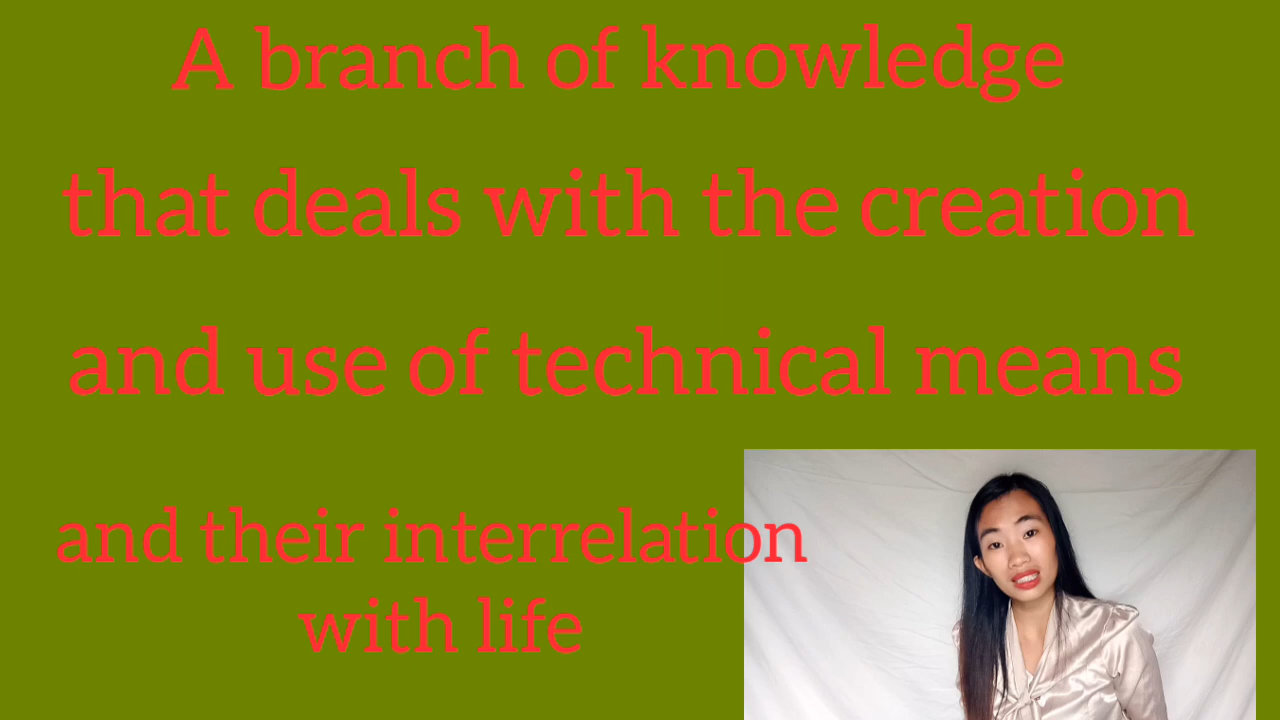 A branch of knowledge
that deals with the creation
and use of technical means
and their interrelation
with life